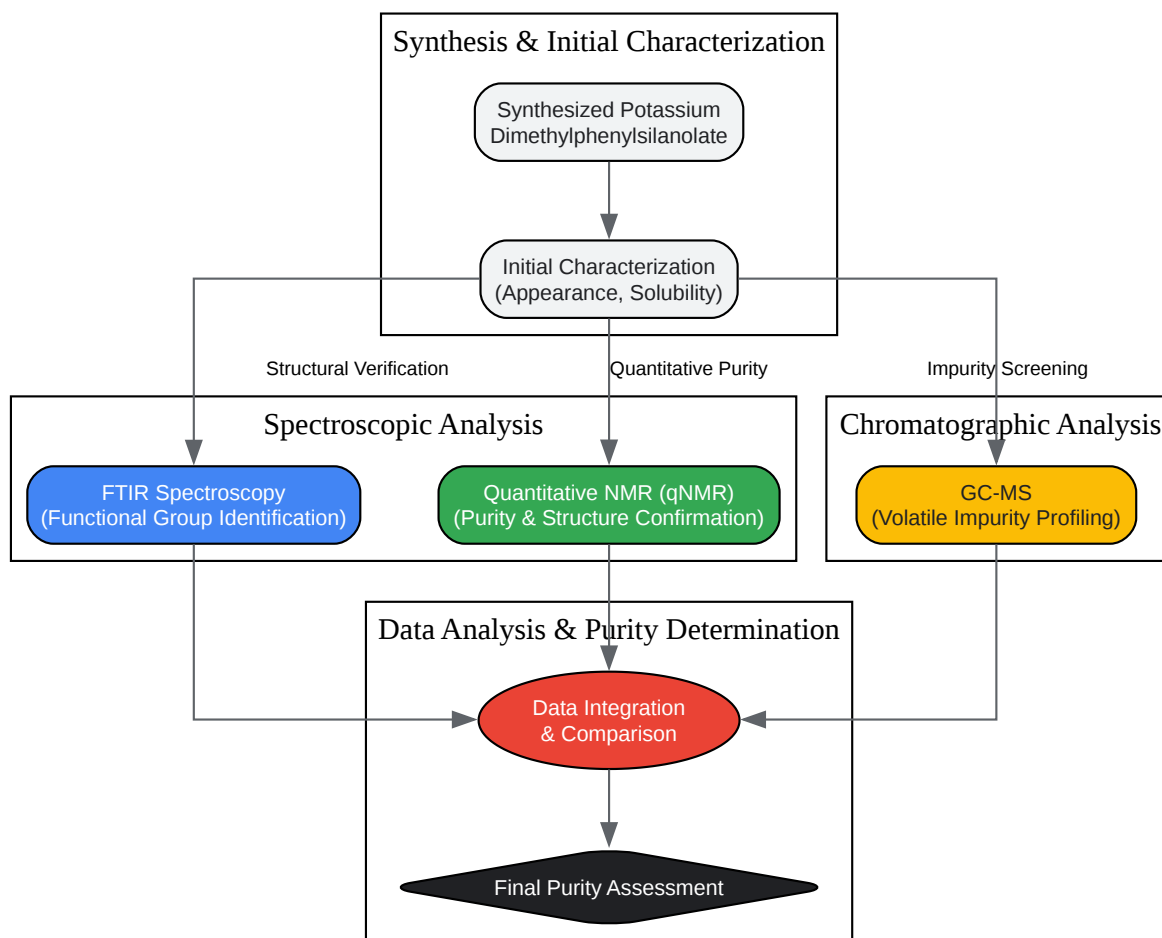 Synthesis & Initial Characterization
Synthesized Potassium
Dimethylphenylsilanolate
Initial Characterization
(Appearance, Solubility)
Structural Verification
Quantitative Purity
Impurity Screening
Spectroscopic Analysis
Chromatographic Analysis
FTIR Spectroscopy
(Functional Group Identification)
Quantitative NMR (qNMR)
(Purity & Structure Confirmation)
GC-MS
(Volatile Impurity Profiling)
Data Analysis & Purity Determination
Data Integration
& Comparison
Final Purity Assessment